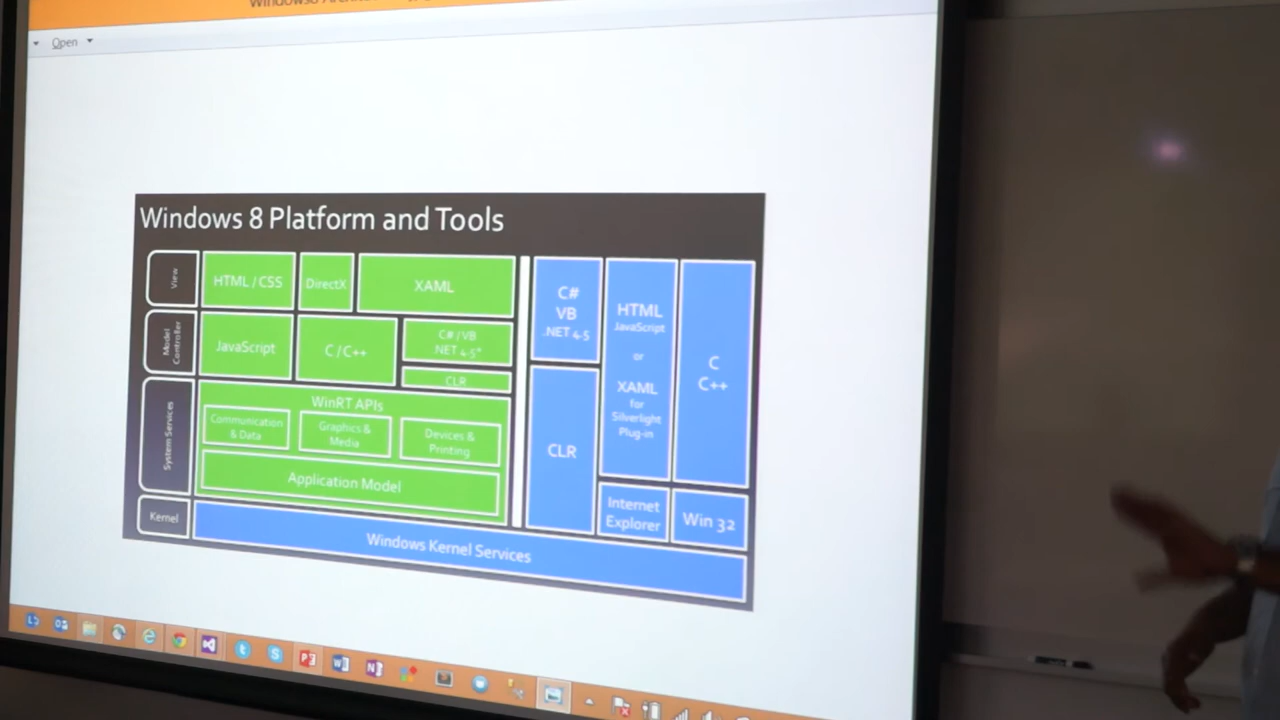 Open
Windows 8 Platform and Tools
View
HTML / CSS
DirectX
XAML
Model
Controller
JavaScript
C / C++
C# / VB
.NET 4.5*
CLR
System Services
WinRT APIs
Communication
& Data
Graphics &
Media
Devices &
Printing
Application Model
Kernel
Windows Kernel Services
C#
VB
.NET 4.5
CLR
HTML
JavaScript
or
XAML
for
Silverlight
Plug-in
Internet
Explorer
C
C++
Win 32